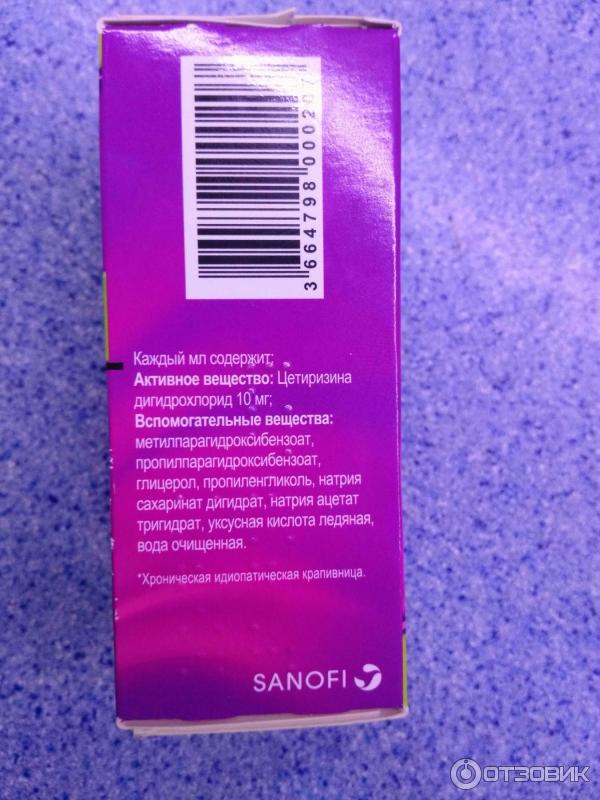 3 664798 000207
Каждый мл содержит:
Активное вещество: Цетиризина
дигидрохлорид 10 мг;
Вспомогательные вещества:
метилпарагидроксибензоат,
пропилпарагидроксибензоат,
глицерол, пропиленгликоль, натрия
сахаринат дигидрат, натрия ацетат
тригидрат, уксусная кислота ледяная,
вода очищенная.
*Хроническая идиопатическая крапивница.
SANOFI
ОТЗОВИК